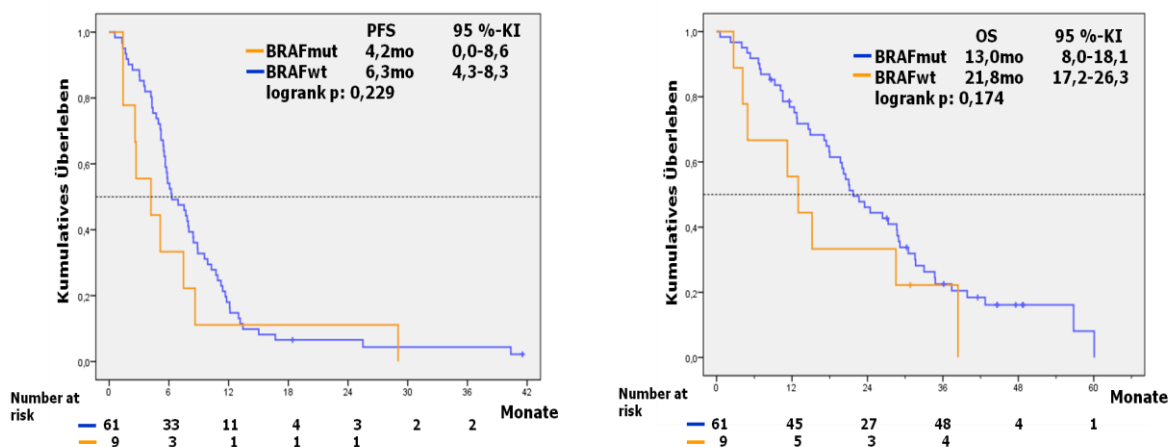 PFS 95 %-KI
BRAFmut 4,2mo 0,0-8,6
BRAFwt 6,3mo 4,3-8,3
logrank p: 0,229
Kumulatives Überleben
1,0
0,8
0,6
0,4
0,2
0,0
0 6 12 18 24 30 36 42
Monate
Number at
risk
61 33 11 4 3 2 2
9 3 1 1 1
OS 95 %-KI
BRAFmut 13,0mo 8,0-18,1
BRAFwt 21,8mo 17,2-26,3
logrank p: 0,174
Kumulatives Überleben
1,0
0,8
0,6
0,4
0,2
0,0
0 12 24 36 48 60
Monate
Number at
risk
61 45 27 48 4 1
9 5 3 4